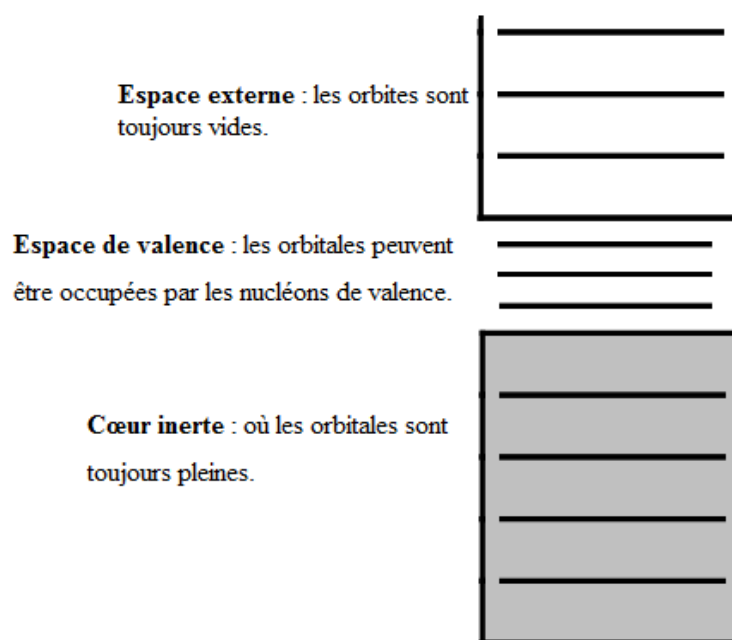 Espace externe : les orbites sont
toujours vides.
Espace de valence : les orbitales peuvent
être occupées par les nucléons de valence.
Cœur inerte : où les orbitales sont
toujours pleines.